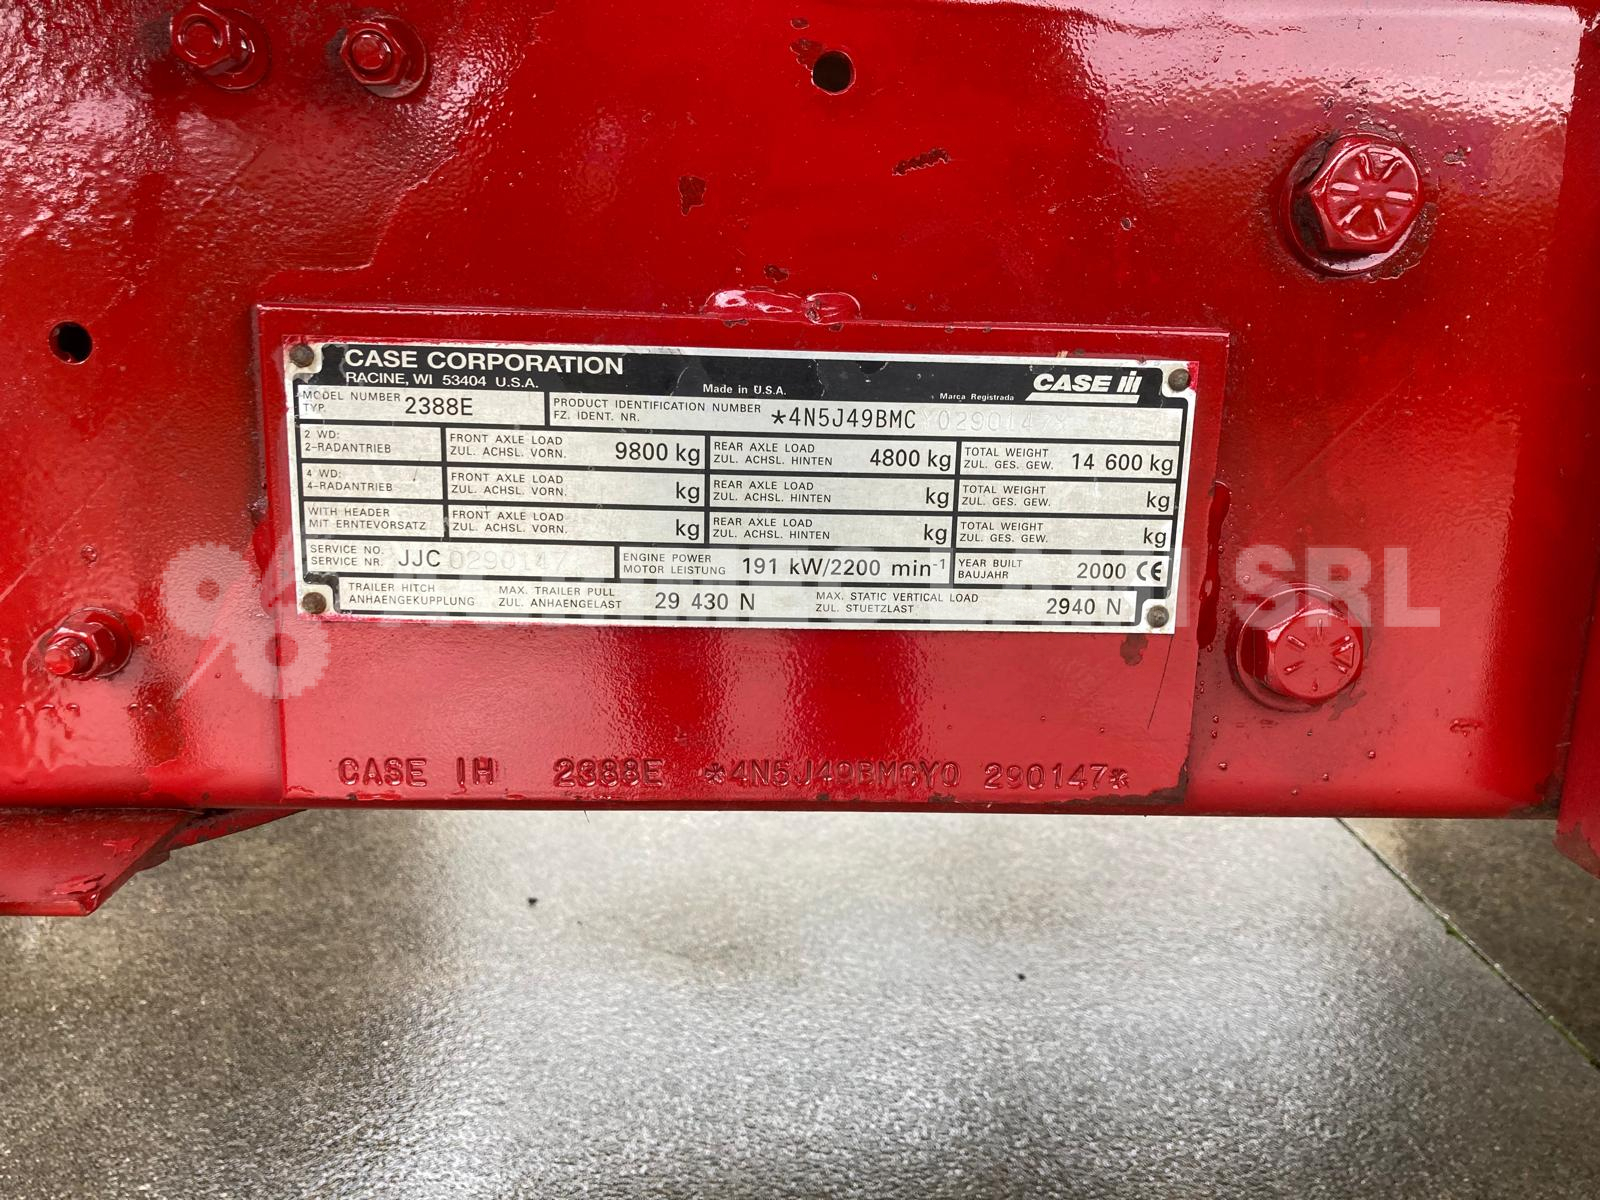 CASE CORPORATION
RACINE, WI 53404 U.S.A.
Made in U.S.A.
Marca Registrada
CASE IH
MODEL NUMBER
TYP. 2388E
PRODUCT IDENTIFICATION NUMBER
FZ. IDENT. NR. *4N5J49BMCY0290147*
2 WD:
2-RADANTRIEB
FRONT AXLE LOAD
ZUL. ACHSL. VORN. 9800 kg
REAR AXLE LOAD
ZUL. ACHSL. HINTEN 4800 kg
TOTAL WEIGHT
ZUL. GES. GEW. 14 600 kg
4 WD:
4-RADANTRIEB
FRONT AXLE LOAD
ZUL. ACHSL. VORN. kg
REAR AXLE LOAD
ZUL. ACHSL. HINTEN kg
TOTAL WEIGHT
ZUL. GES. GEW. kg
WITH HEADER
MIT ERNTEVORSATZ
FRONT AXLE LOAD
ZUL. ACHSL. VORN. kg
REAR AXLE LOAD
ZUL. ACHSL. HINTEN kg
TOTAL WEIGHT
ZUL. GES. GEW. kg
SERVICE NO.
SERVICE NR. JJC 0290147
ENGINE POWER
MOTOR LEISTUNG 191 kW/2200 min-1
YEAR BUILT
BAUJAHR 2000 CE
TRAILER HITCH
ANHAENGEKUPPLUNG
MAX. TRAILER PULL
ZUL. ANHAENGELAST 29 430 N
MAX. STATIC VERTICAL LOAD
ZUL. STUETZLAST 2940 N
SRL
CASE IH 2388E *4N5J49BMCY0 290147*